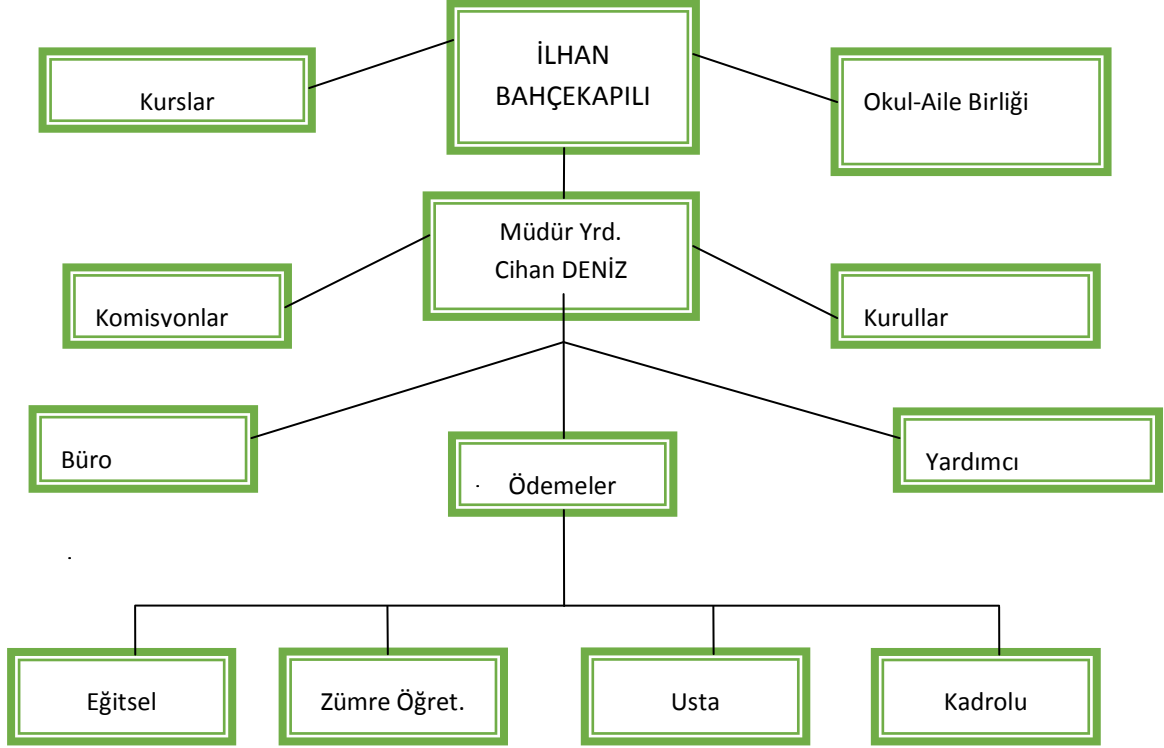 Kurslar
İLHAN
BAHÇEKAPILI
Okul-Aile Birliği
Müdür Yrd.
Cihan DENİZ
Komisyonlar
Kurullar
Büro
. Ödemeler
Yardımcı
.
Eğitsel
Zümre Öğret.
Usta
Kadrolu